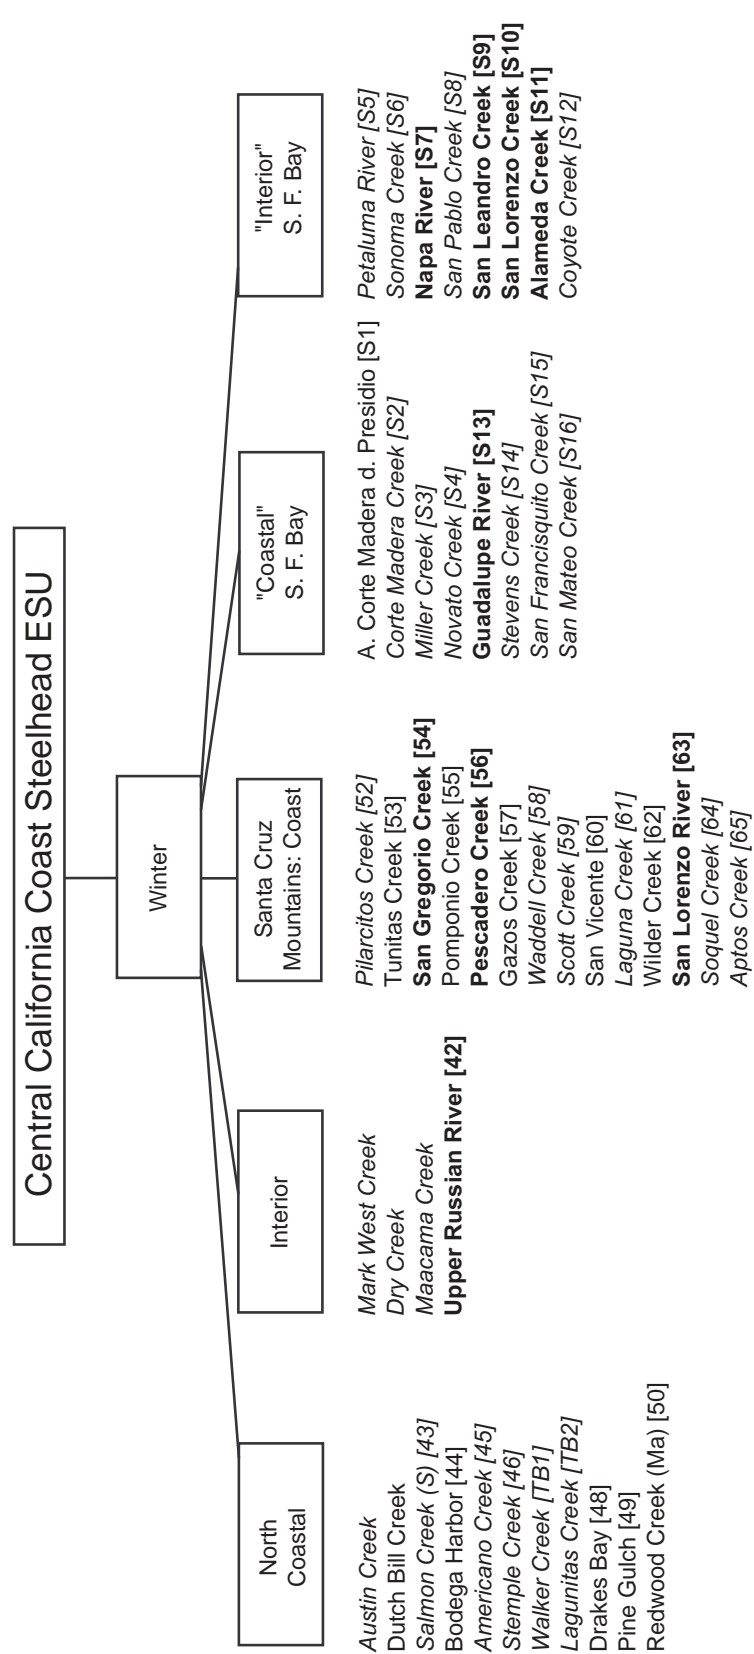 Central California Coast Steelhead ESU
Winter
North
Coastal
Austin Creek
Dutch Bill Creek
Salmon Creek (S) [43]
Bodega Harbor [44]
Americano Creek [45]
Stemple Creek [46]
Walker Creek [TB1]
Lagunitas Creek [TB2]
Drakes Bay [48]
Pine Gulch [49]
Redwood Creek (Ma) [50]
Interior
Mark West Creek
Dry Creek
Maacama Creek
Upper Russian River [42]
Santa Cruz
Mountains: Coast
Pilarcitos Creek [52]
Tunitas Creek [53]
San Gregorio Creek [54]
Pomponio Creek [55]
Pescadero Creek [56]
Gazos Creek [57]
Waddell Creek [58]
Scott Creek [59]
San Vicente [60]
Laguna Creek [61]
Wilder Creek [62]
San Lorenzo River [63]
Soquel Creek [64]
Aptos Creek [65]
"Coastal"
S. F. Bay
A. Corte Madera d. Presidio [S1]
Corte Madera Creek [S2]
Miller Creek [S3]
Novato Creek [S4]
Guadalupe River [S13]
Stevens Creek [S14]
San Francisquito Creek [S15]
San Mateo Creek [S16]
"Interior"
S. F. Bay
Petaluma River [S5]
Sonoma Creek [S6]
Napa River [S7]
San Pablo Creek [S8]
San Leandro Creek [S9]
San Lorenzo Creek [S10]
Alameda Creek [S11]
Coyote Creek [S12]